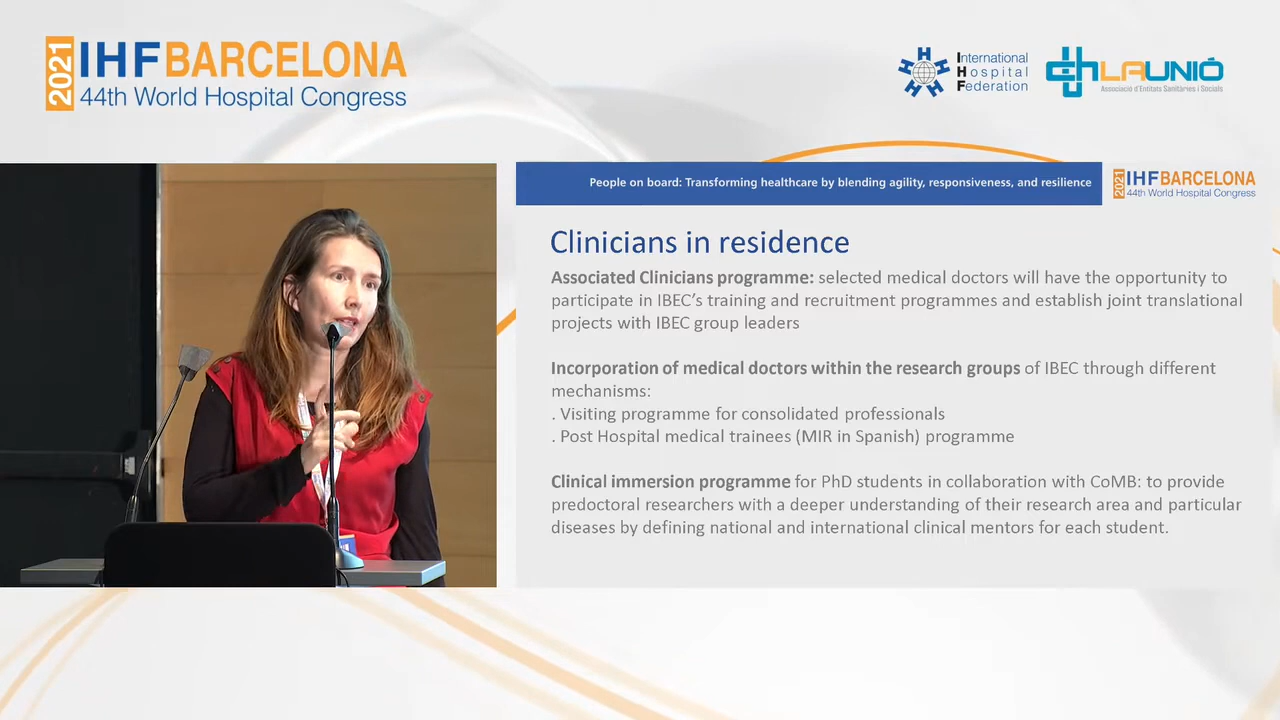 2021
IHFBARCELONA
44th World Hospital Congress
International
Hospital
Federation
LAUNIÓ
Associació d'Entitats Sanitàries i Socials
People on board: Transforming healthcare by blending agility, responsiveness, and resilience
2021
IHFBARCELONA
44th World Hospital Congress
Clinicians in residence
Associated Clinicians programme: selected medical doctors will have the opportunity to
participate in IBEC's training and recruitment programmes and establish joint translational
projects with IBEC group leaders
Incorporation of medical doctors within the research groups of IBEC through different
mechanisms:
. Visiting programme for consolidated professionals
. Post Hospital medical trainees (MIR in Spanish) programme
Clinical immersion programme for PhD students in collaboration with CoMB: to provide
predoctoral researchers with a deeper understanding of their research area and particular
diseases by defining national and international clinical mentors for each student.